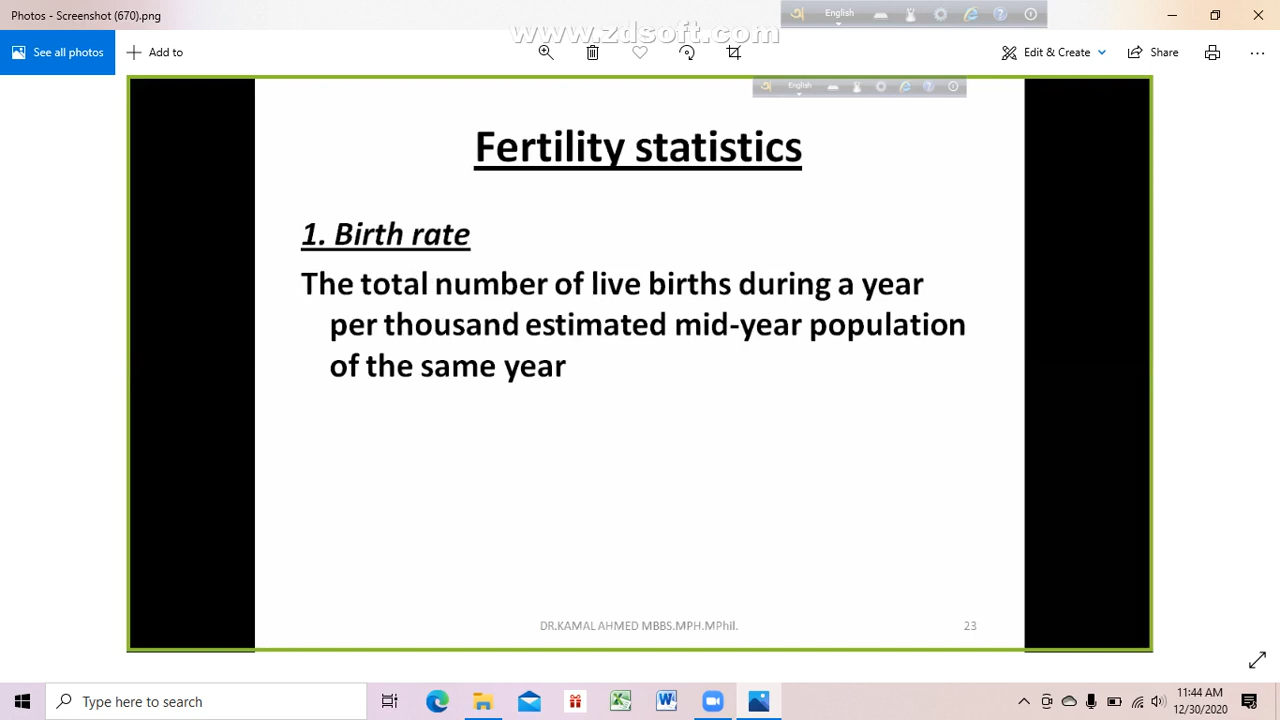 Photos - Screenshot (670).png
English
www.zdsoft.com
See all photos
Add to
Edit & Create
Share
English
Fertility statistics
1. Birth rate
The total number of live births during a year
per thousand estimated mid-year population
of the same year
DR.KAMAL AHMED MBBS.MPH.MPhil.
23
Type here to search
11:44 AM
12/30/2020